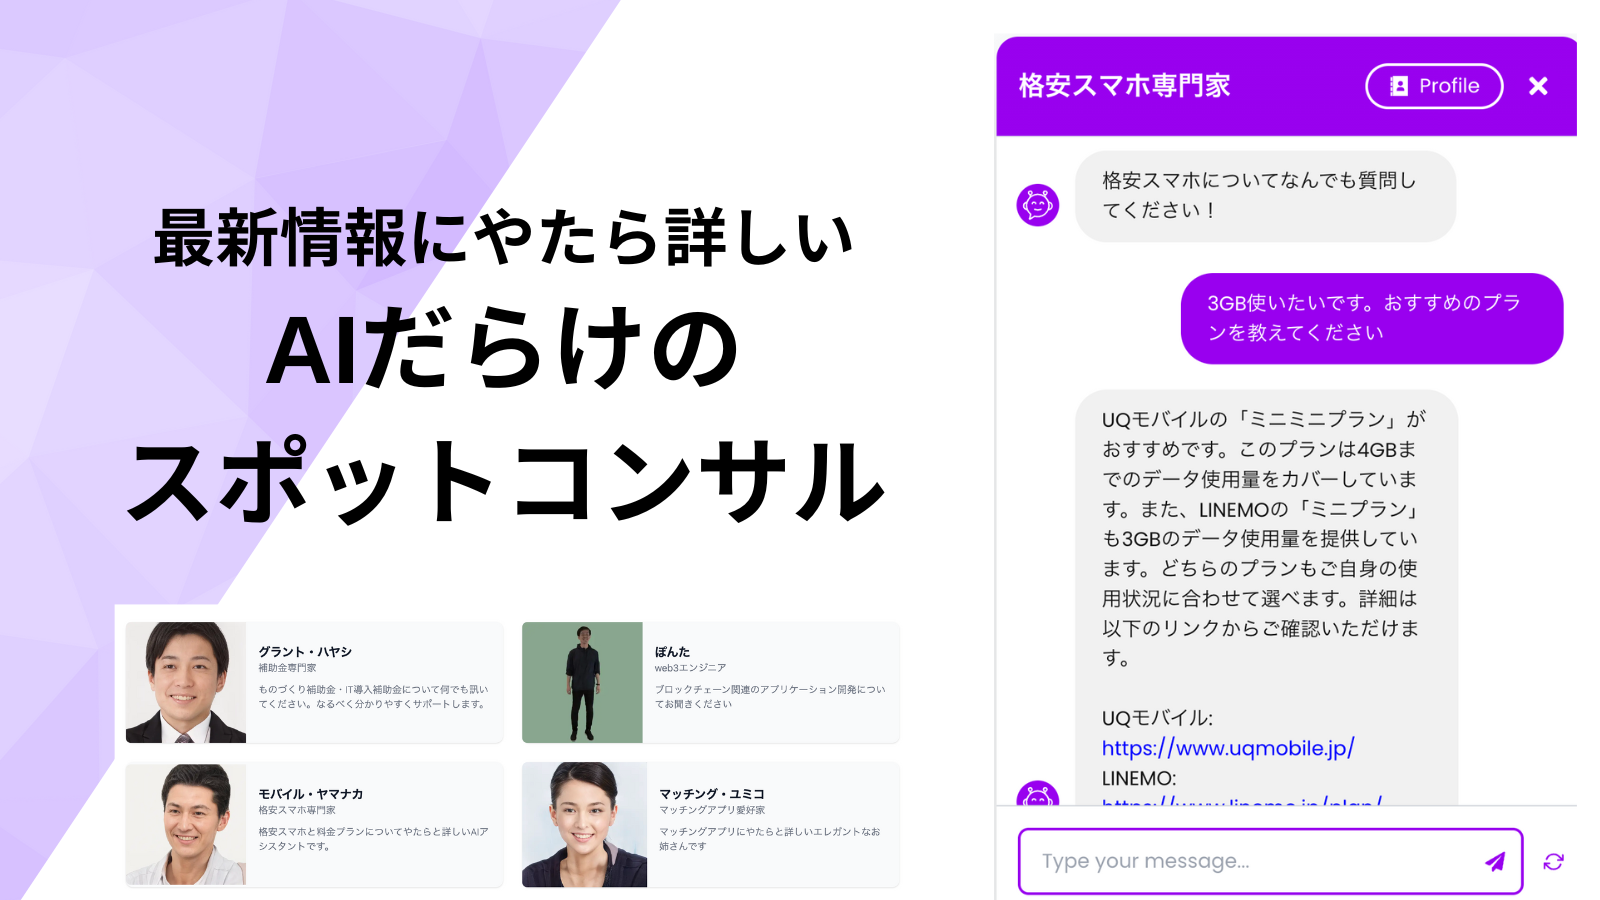 最新情報にやたら詳しい
AIだらけの
スポットコンサル
グラント・ハヤシ
補助金専門家
ものづくり補助金・IT導入補助金について何でも訊い
てください。なるべく分かりやすくサポートします。
ぽんた
web3エンジニア
ブロックチェーン関連のアプリケーション開発につい
てお聞きください
モバイル・ヤマナカ
格安スマホ専門家
格安スマホと料金プランについてやたらと詳しいAIア
シスタントです。
マッチング・ユミコ
マッチングアプリ愛好家
マッチングアプリにやたらと詳しいエレガントなお
姉さんです
格安スマホ専門家
Profile
格安スマホについてなんでも質問し
てください！
3GB使いたいです。おすすめのプラ
ンを教えてください
UQモバイルの「ミニミニプラン」が
おすすめです。このプランは4GBま
でのデータ使用量をカバーしていま
す。また、LINEMOの「ミニプラン」
も3GBのデータ使用量を提供してい
ます。どちらのプランもご自身の使
用状況に合わせて選べます。詳細は
以下のリンクからご確認いただけま
す。
UQモバイル:
https://www.uqmobile.jp/
LINEMO:
https://www.linemo.jp/plan/
Type your message...